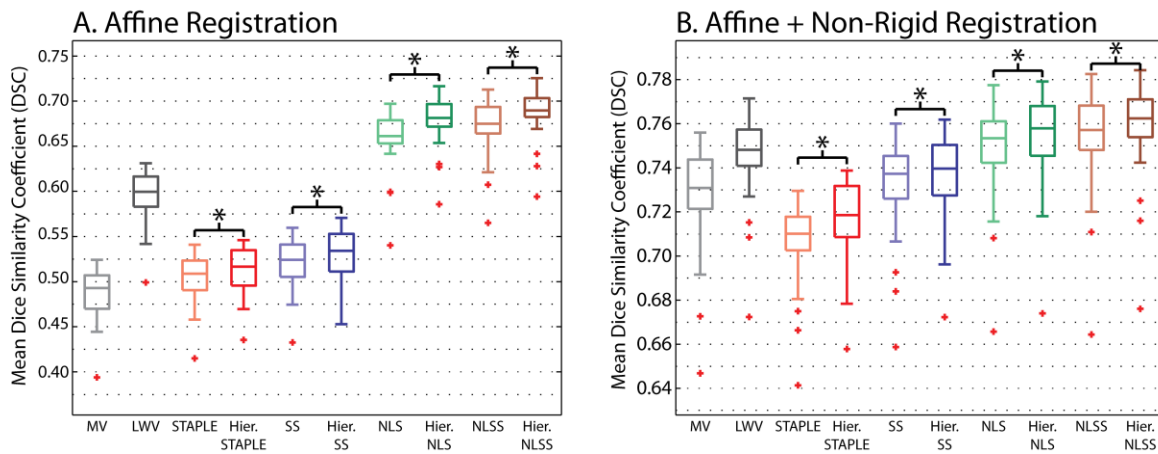 A. Affine Registration
Mean Dice Similarity Coefficient (DSC)
0.75
0.70
0.65
0.60
0.55
0.50
0.45
0.40
* * * *
MV LWV STAPLE Hier. SS Hier. NLS Hier. NLSS Hier.
STAPLE SS NLS NLSS
B. Affine + Non-Rigid Registration
Mean Dice Similarity Coefficient (DSC)
0.78
0.76
0.74
0.72
0.70
0.68
0.66
0.64
* * * *
MV LWV STAPLE Hier. SS Hier. NLS Hier. NLSS Hier.
STAPLE SS NLS NLSS